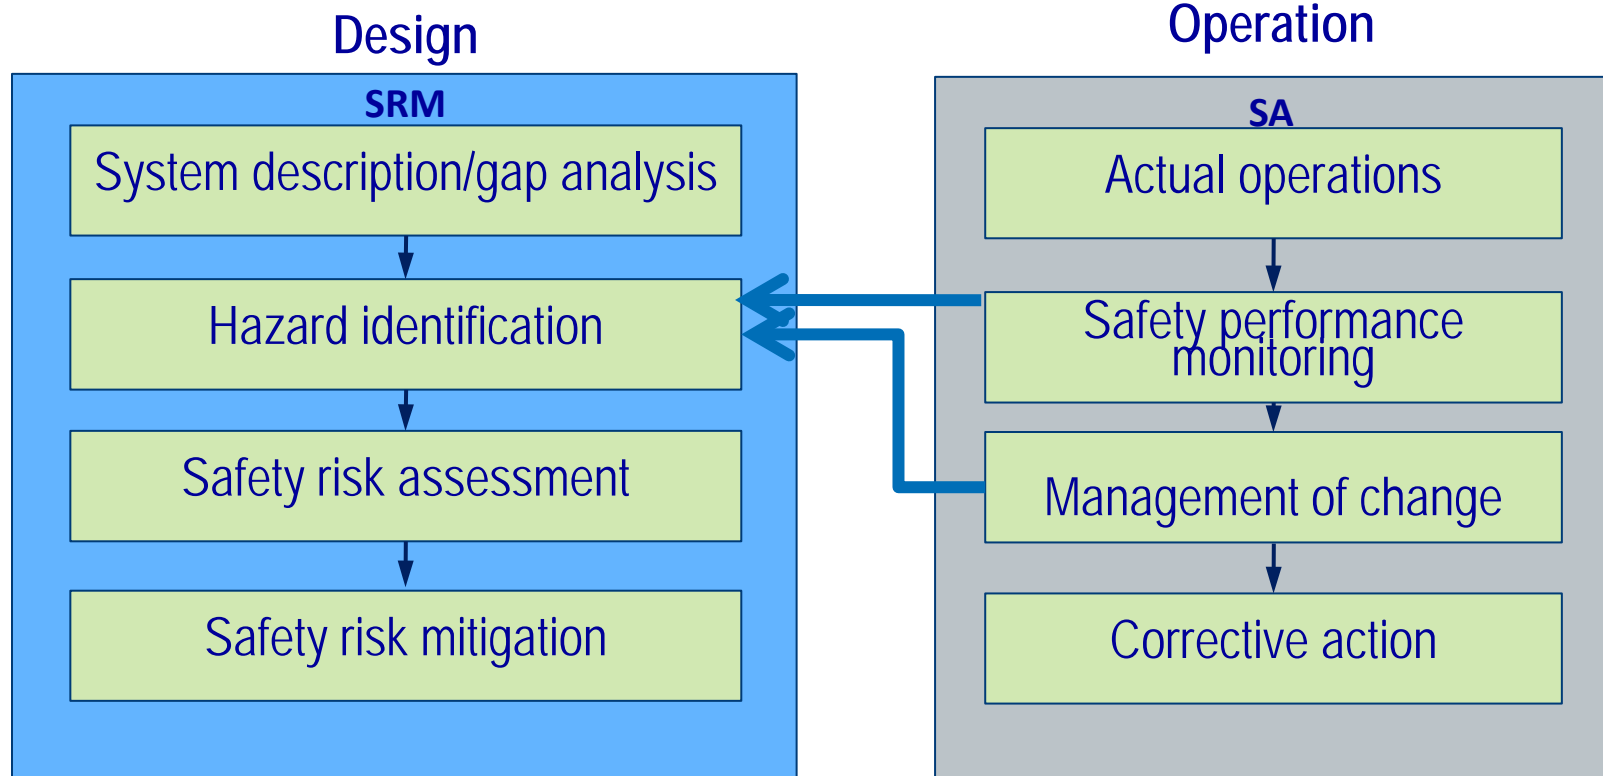 Design
SRM
System description/gap analysis
Hazard identification
Safety risk assessment
Safety risk mitigation
Operation
SA
Actual operations
Safety performance
monitoring
Management of change
Corrective action